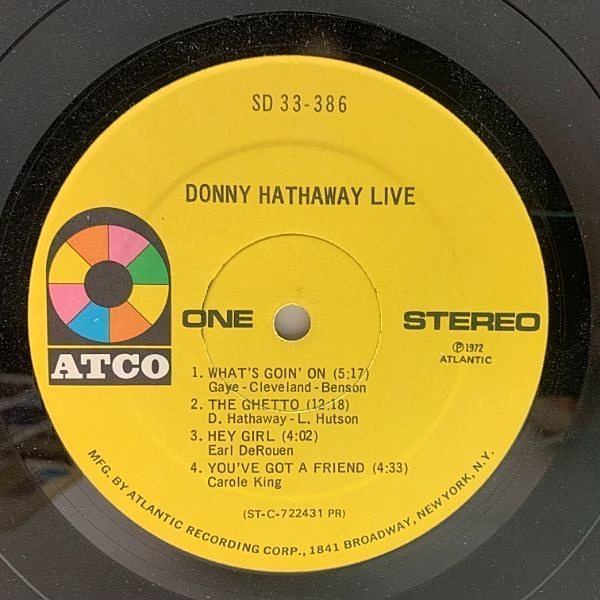 SD 33-386
DONNY HATHAWAY LIVE
ATCO
ONE
STEREO
Ⓟ1972
ATLANTIC
1. WHAT'S GOIN' ON (5:17)
Gaye - Cleveland - Benson
2. THE GHETTO (12:18)
D. Hathaway - L. Hutson
3. HEY GIRL (4:02)
Earl DeRouen
4. YOU'VE GOT A FRIEND (4:33)
Carole King
(ST-C-722431 PR)
MFG. BY ATLANTIC RECORDING CORP., 1841 BROADWAY, NEW YORK, N.Y.